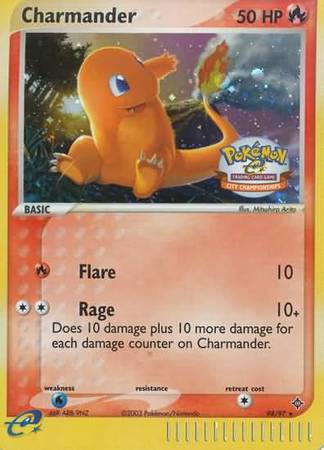 Charmander 50 HP
POKéMON
e
TRADING CARD GAME
CITY CHAMPIONSHIPS
BASIC Illus. Mitsuhiro Arita
Flare 10
Rage 10+
Does 10 damage plus 10 more damage for
each damage counter on Charmander.
weakness resistance retreat cost
©2003 Pokémon/Nintendo 98/97
e